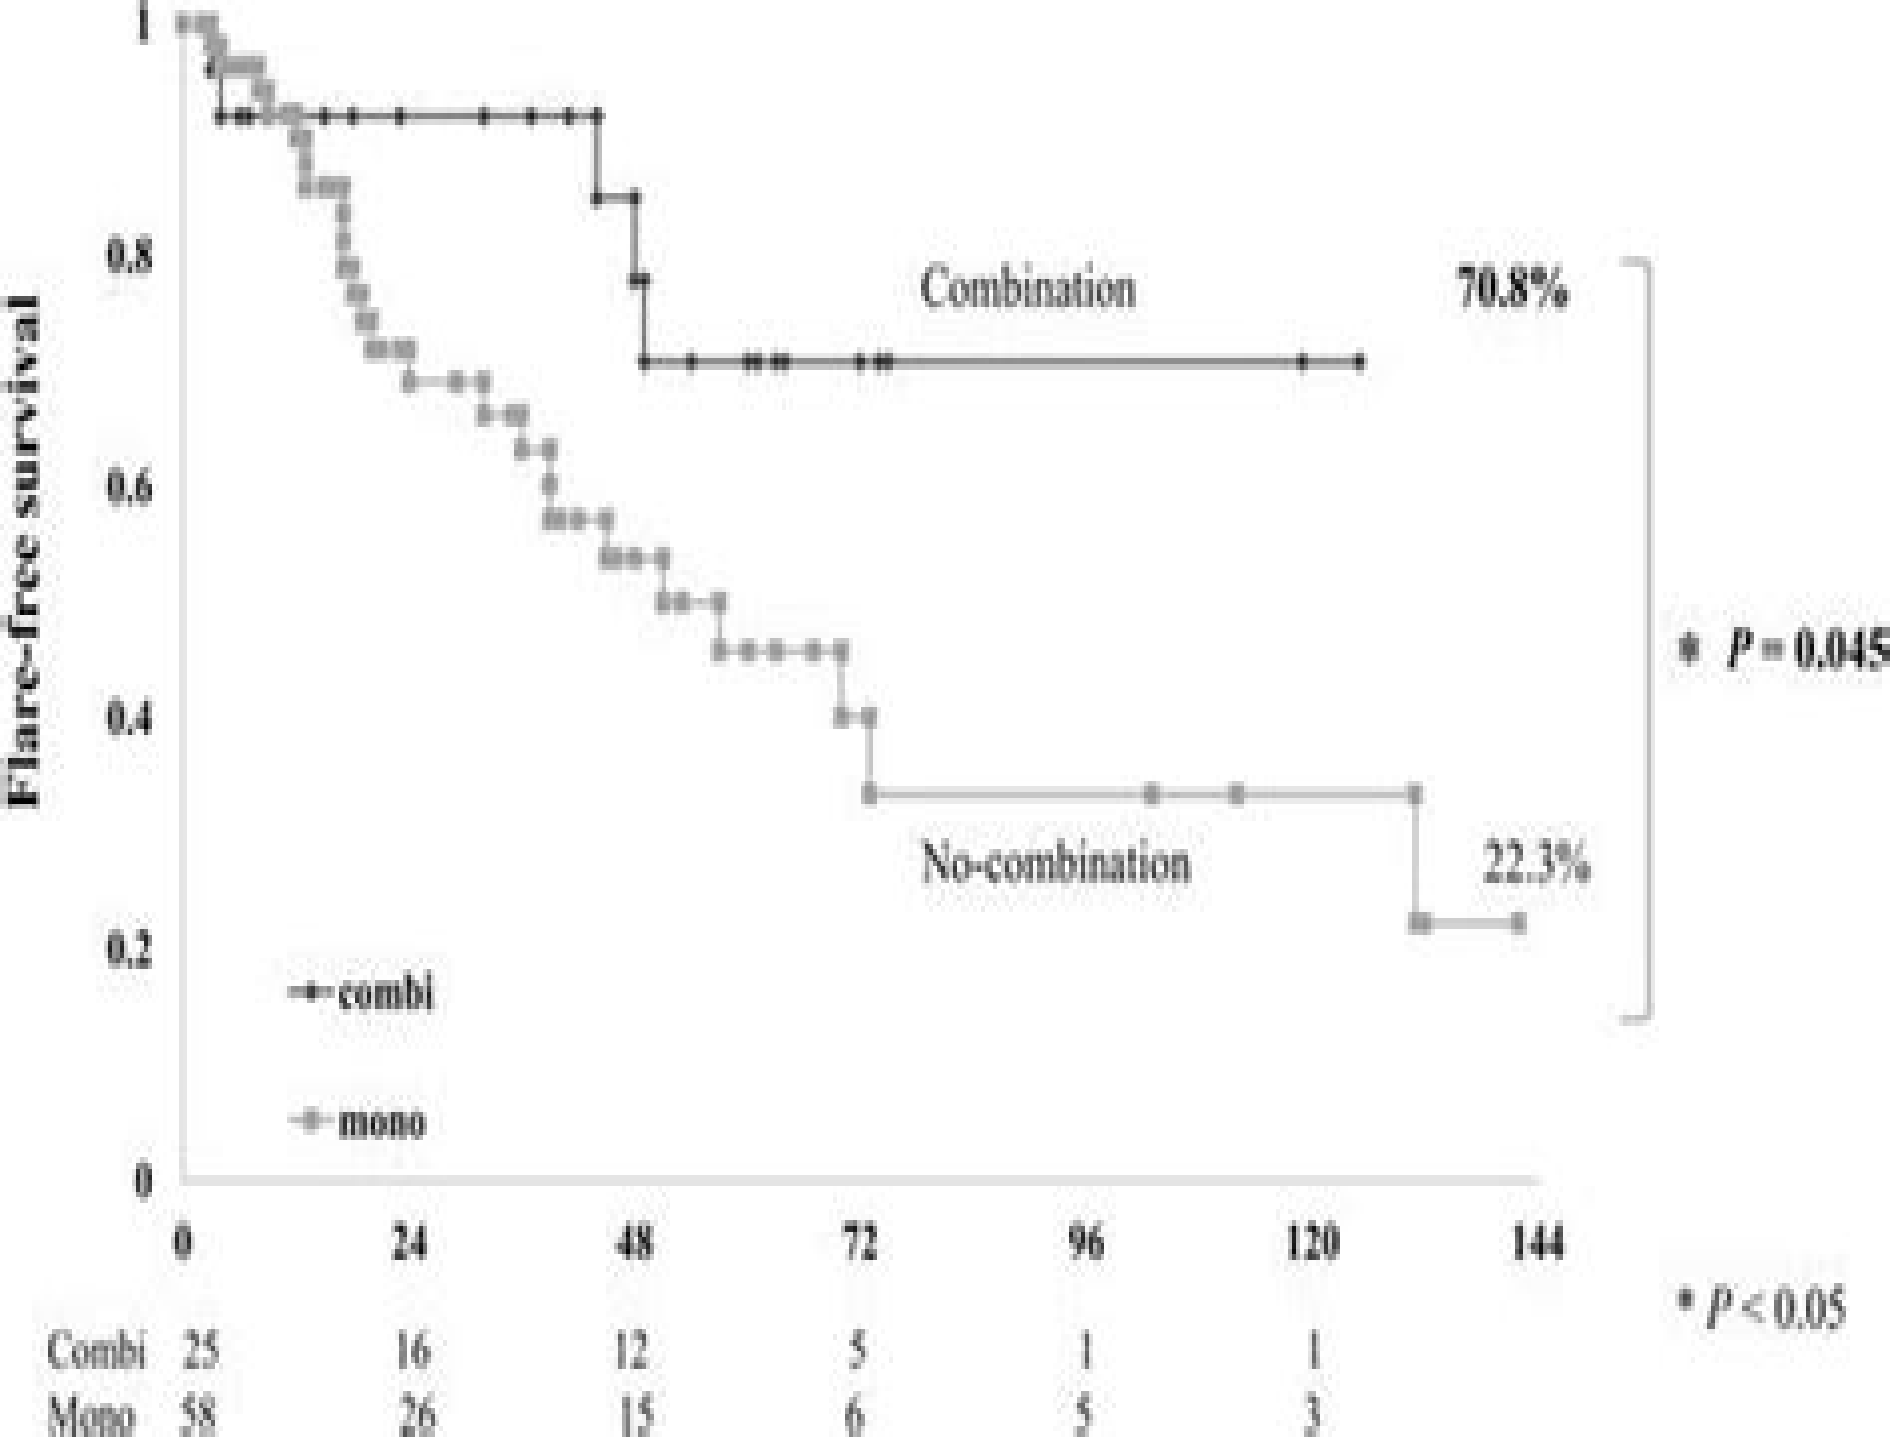 1
0.8
Combination 70.8%
Flare-free survival
0.6
* P = 0.045
0.4
No-combination 22.3%
0.2
combi
mono
0
0 24 48 72 96 120 144
* P < 0.05
Combi 25 16 12 5 1 1
Mono 58 26 15 6 5 3